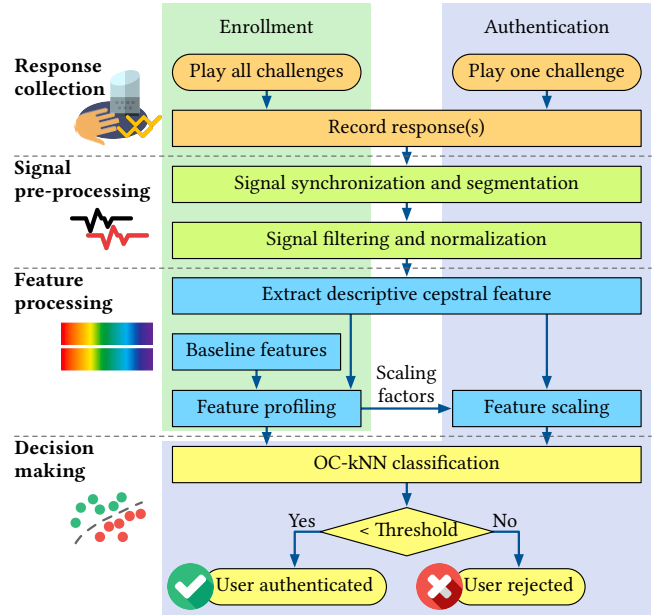 Enrollment
Authentication
Response
collection
Play all challenges
Play one challenge
Record response(s)
Signal
pre-processing
Signal synchronization and segmentation
Signal filtering and normalization
Feature
processing
Extract descriptive cepstral feature
Baseline features
Scaling
factors
Feature profiling
Feature scaling
Decision
making
OC-kNN classification
Yes
< Threshold
No
User authenticated
User rejected